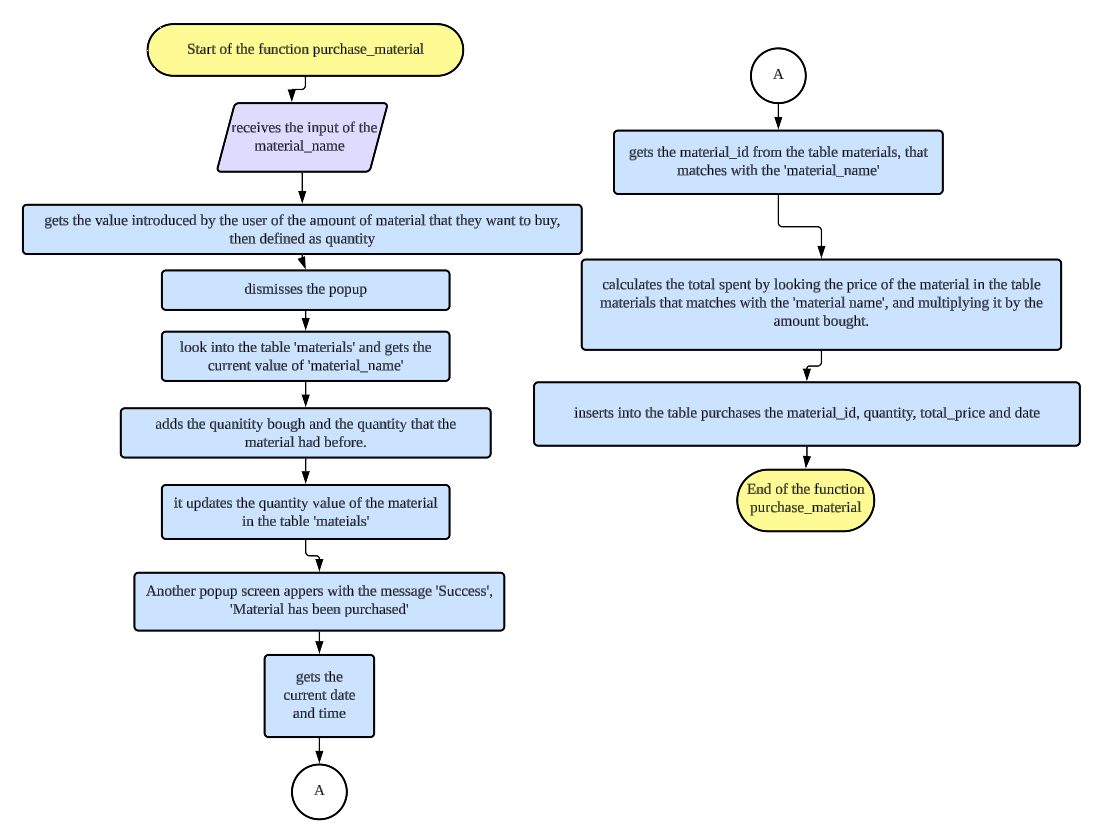 Start of the function purchase_material
receives the input of the
material_name
gets the value introduced by the user of the amount of material that they want to buy,
then defined as quantity
dismisses the popup
look into the table 'materials' and gets the
current value of 'material_name'
adds the quanitity bough and the quantity that the
material had before.
it updates the quantity value of the material
in the table 'mateials'
Another popup screen appers with the message 'Success',
'Material has been purchased'
gets the
current date
and time
A
A
gets the material_id from the table materials, that
matches with the 'material_name'
calculates the total spent by looking the price of the material in the table
materials that matches with the 'material name', and multiplying it by the
amount bought.
inserts into the table purchases the material_id, quantity, total_price and date
End of the function
purchase_material